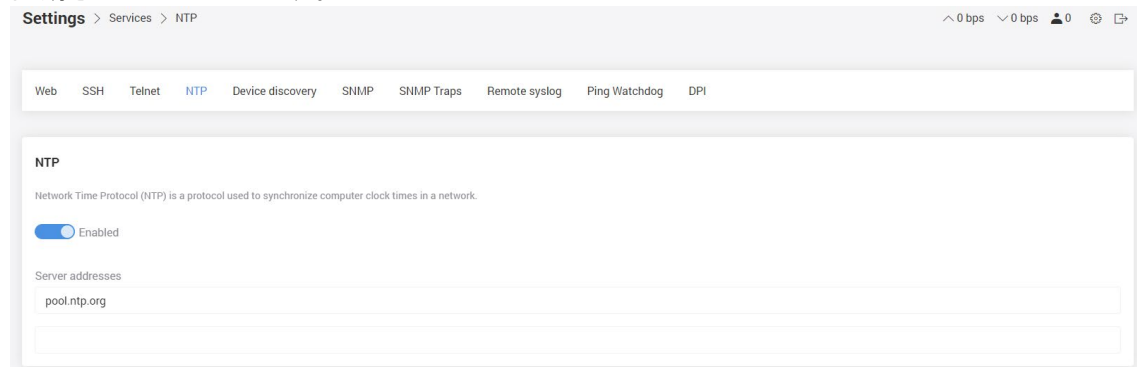 Settings > Services > NTP
0 bps 0 bps 0
Web SSH Telnet NTP Device discovery SNMP SNMP Traps Remote syslog Ping Watchdog DPI
NTP
Network Time Protocol (NTP) is a protocol used to synchronize computer clock times in a network.
Enabled
Server addresses
pool.ntp.org